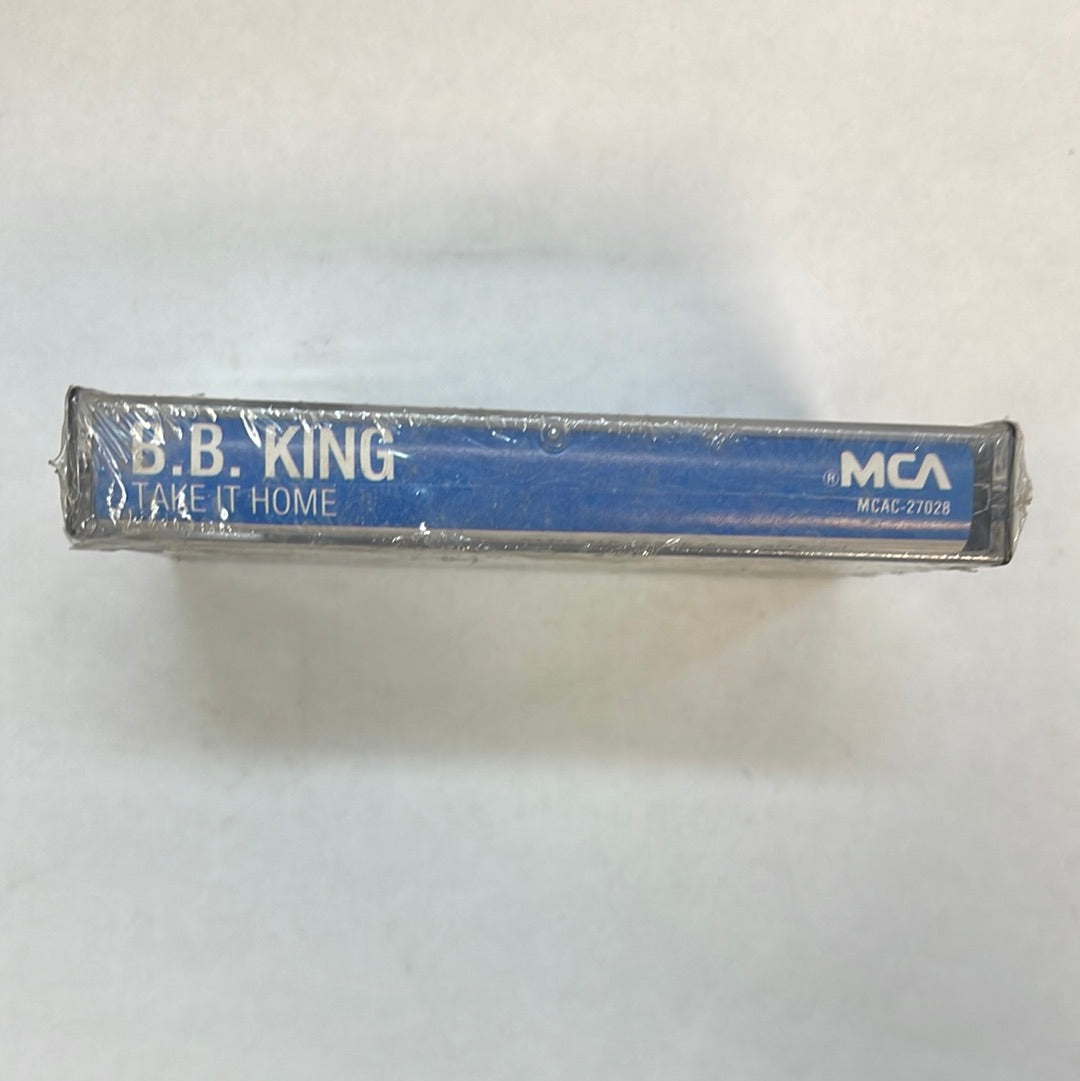 B.B. KING
TAKE IT HOME
® MCA
MCAC-27028